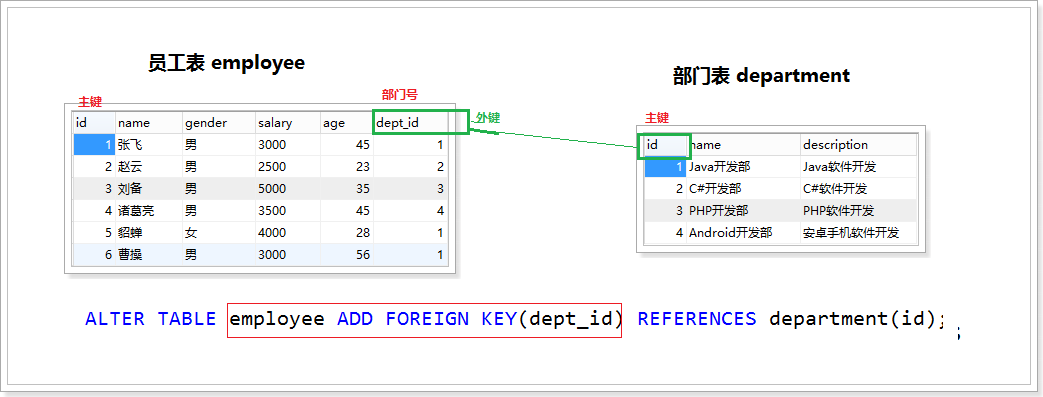 员工表 employee
主键
部门号
id name gender salary age dept_id
1 张飞 男 3000 45 1
2 赵云 男 2500 23 2
3 刘备 男 5000 35 3
4 诸葛亮 男 3500 45 4
5 貂蝉 女 4000 28 1
6 曹操 男 3000 56 1
外键
部门表 department
主键
id name description
1 Java开发部 Java软件开发
2 C#开发部 C#软件开发
3 PHP开发部 PHP软件开发
4 Android开发部 安卓手机软件开发
ALTER TABLE employee ADD FOREIGN KEY(dept_id) REFERENCES department(id);
;